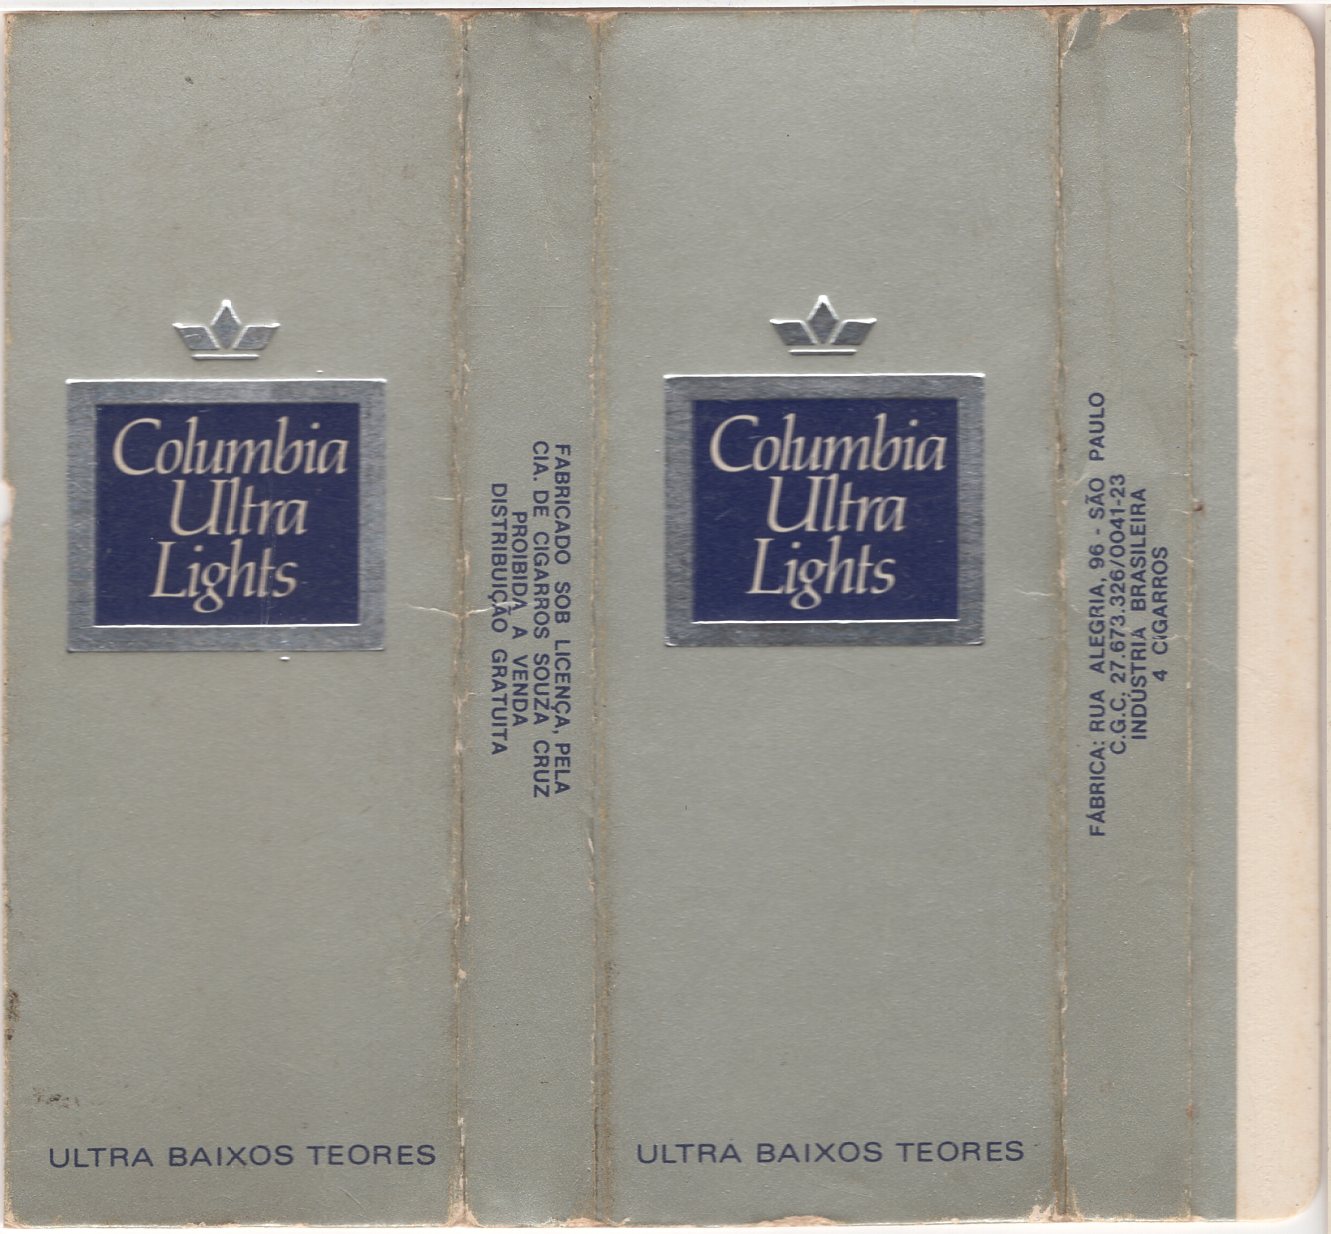 Columbia
Ultra
Lights
ULTRA BAIXOS TEORES
FABRICADO SOB LICENÇA, PELA
CIA. DE CIGARROS SOUZA CRUZ
PROIBIDA A VENDA
DISTRIBUIÇÃO GRATUITA
Columbia
Ultra
Lights
ULTRA BAIXOS TEORES
FÁBRICA: RUA ALEGRIA, 96 - SÃO PAULO
C.G.C. 27.673.326/0041-23
INDÚSTRIA BRASILEIRA
4 CIGARROS